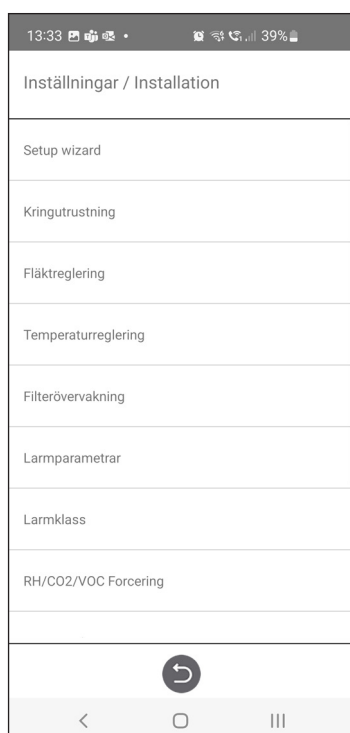 13:33 39%
Inställningar / Installation
Setup wizard
Kringutrustning
Fläktreglering
Temperaturreglering
Filterövervakning
Larmparametrar
Larmklass
RH/CO2/VOC Forcering